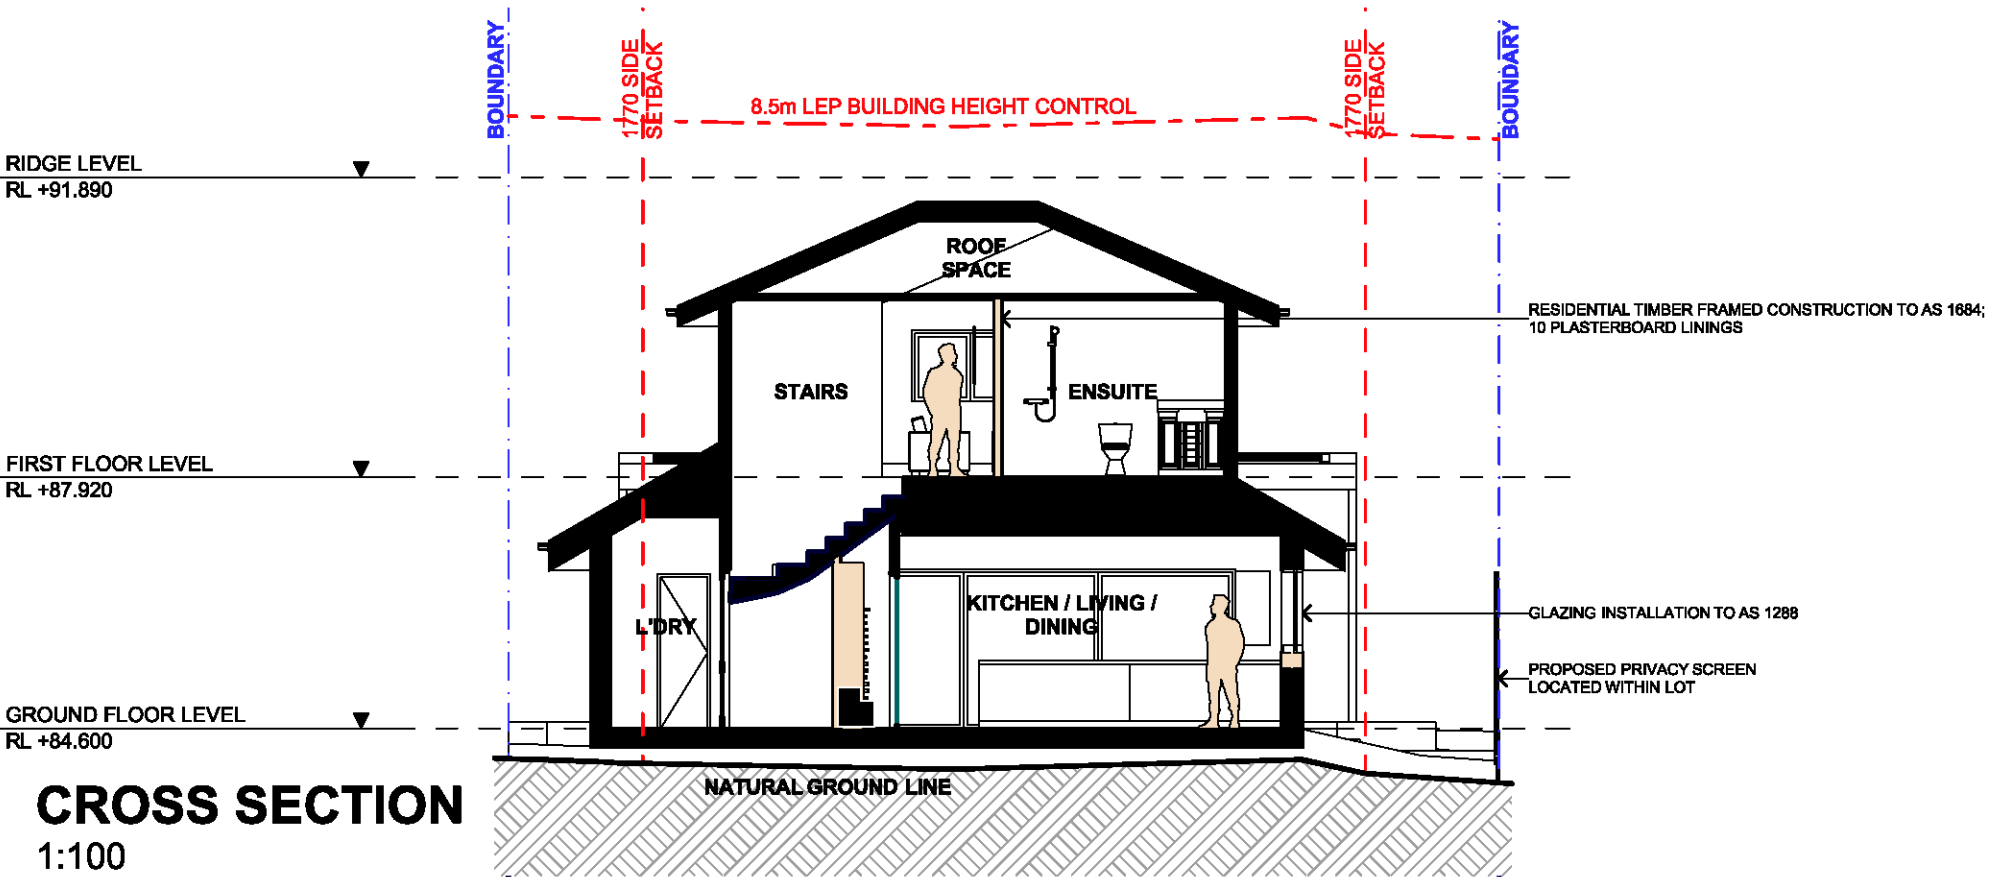 BOUNDARY
1770 SIDE
SETBACK
8.5m LEP BUILDING HEIGHT CONTROL
1770 SIDE
SETBACK
BOUNDARY
RIDGE LEVEL
RL +91.890
ROOF
SPACE
RESIDENTIAL TIMBER FRAMED CONSTRUCTION TO AS 1684;
10 PLASTERBOARD LININGS
STAIRS
ENSUITE
FIRST FLOOR LEVEL
RL +87.920
KITCHEN / LIVING /
DINING
L'DRY
GLAZING INSTALLATION TO AS 1288
PROPOSED PRIVACY SCREEN
LOCATED WITHIN LOT
GROUND FLOOR LEVEL
RL +84.600
NATURAL GROUND LINE
CROSS SECTION
1:100